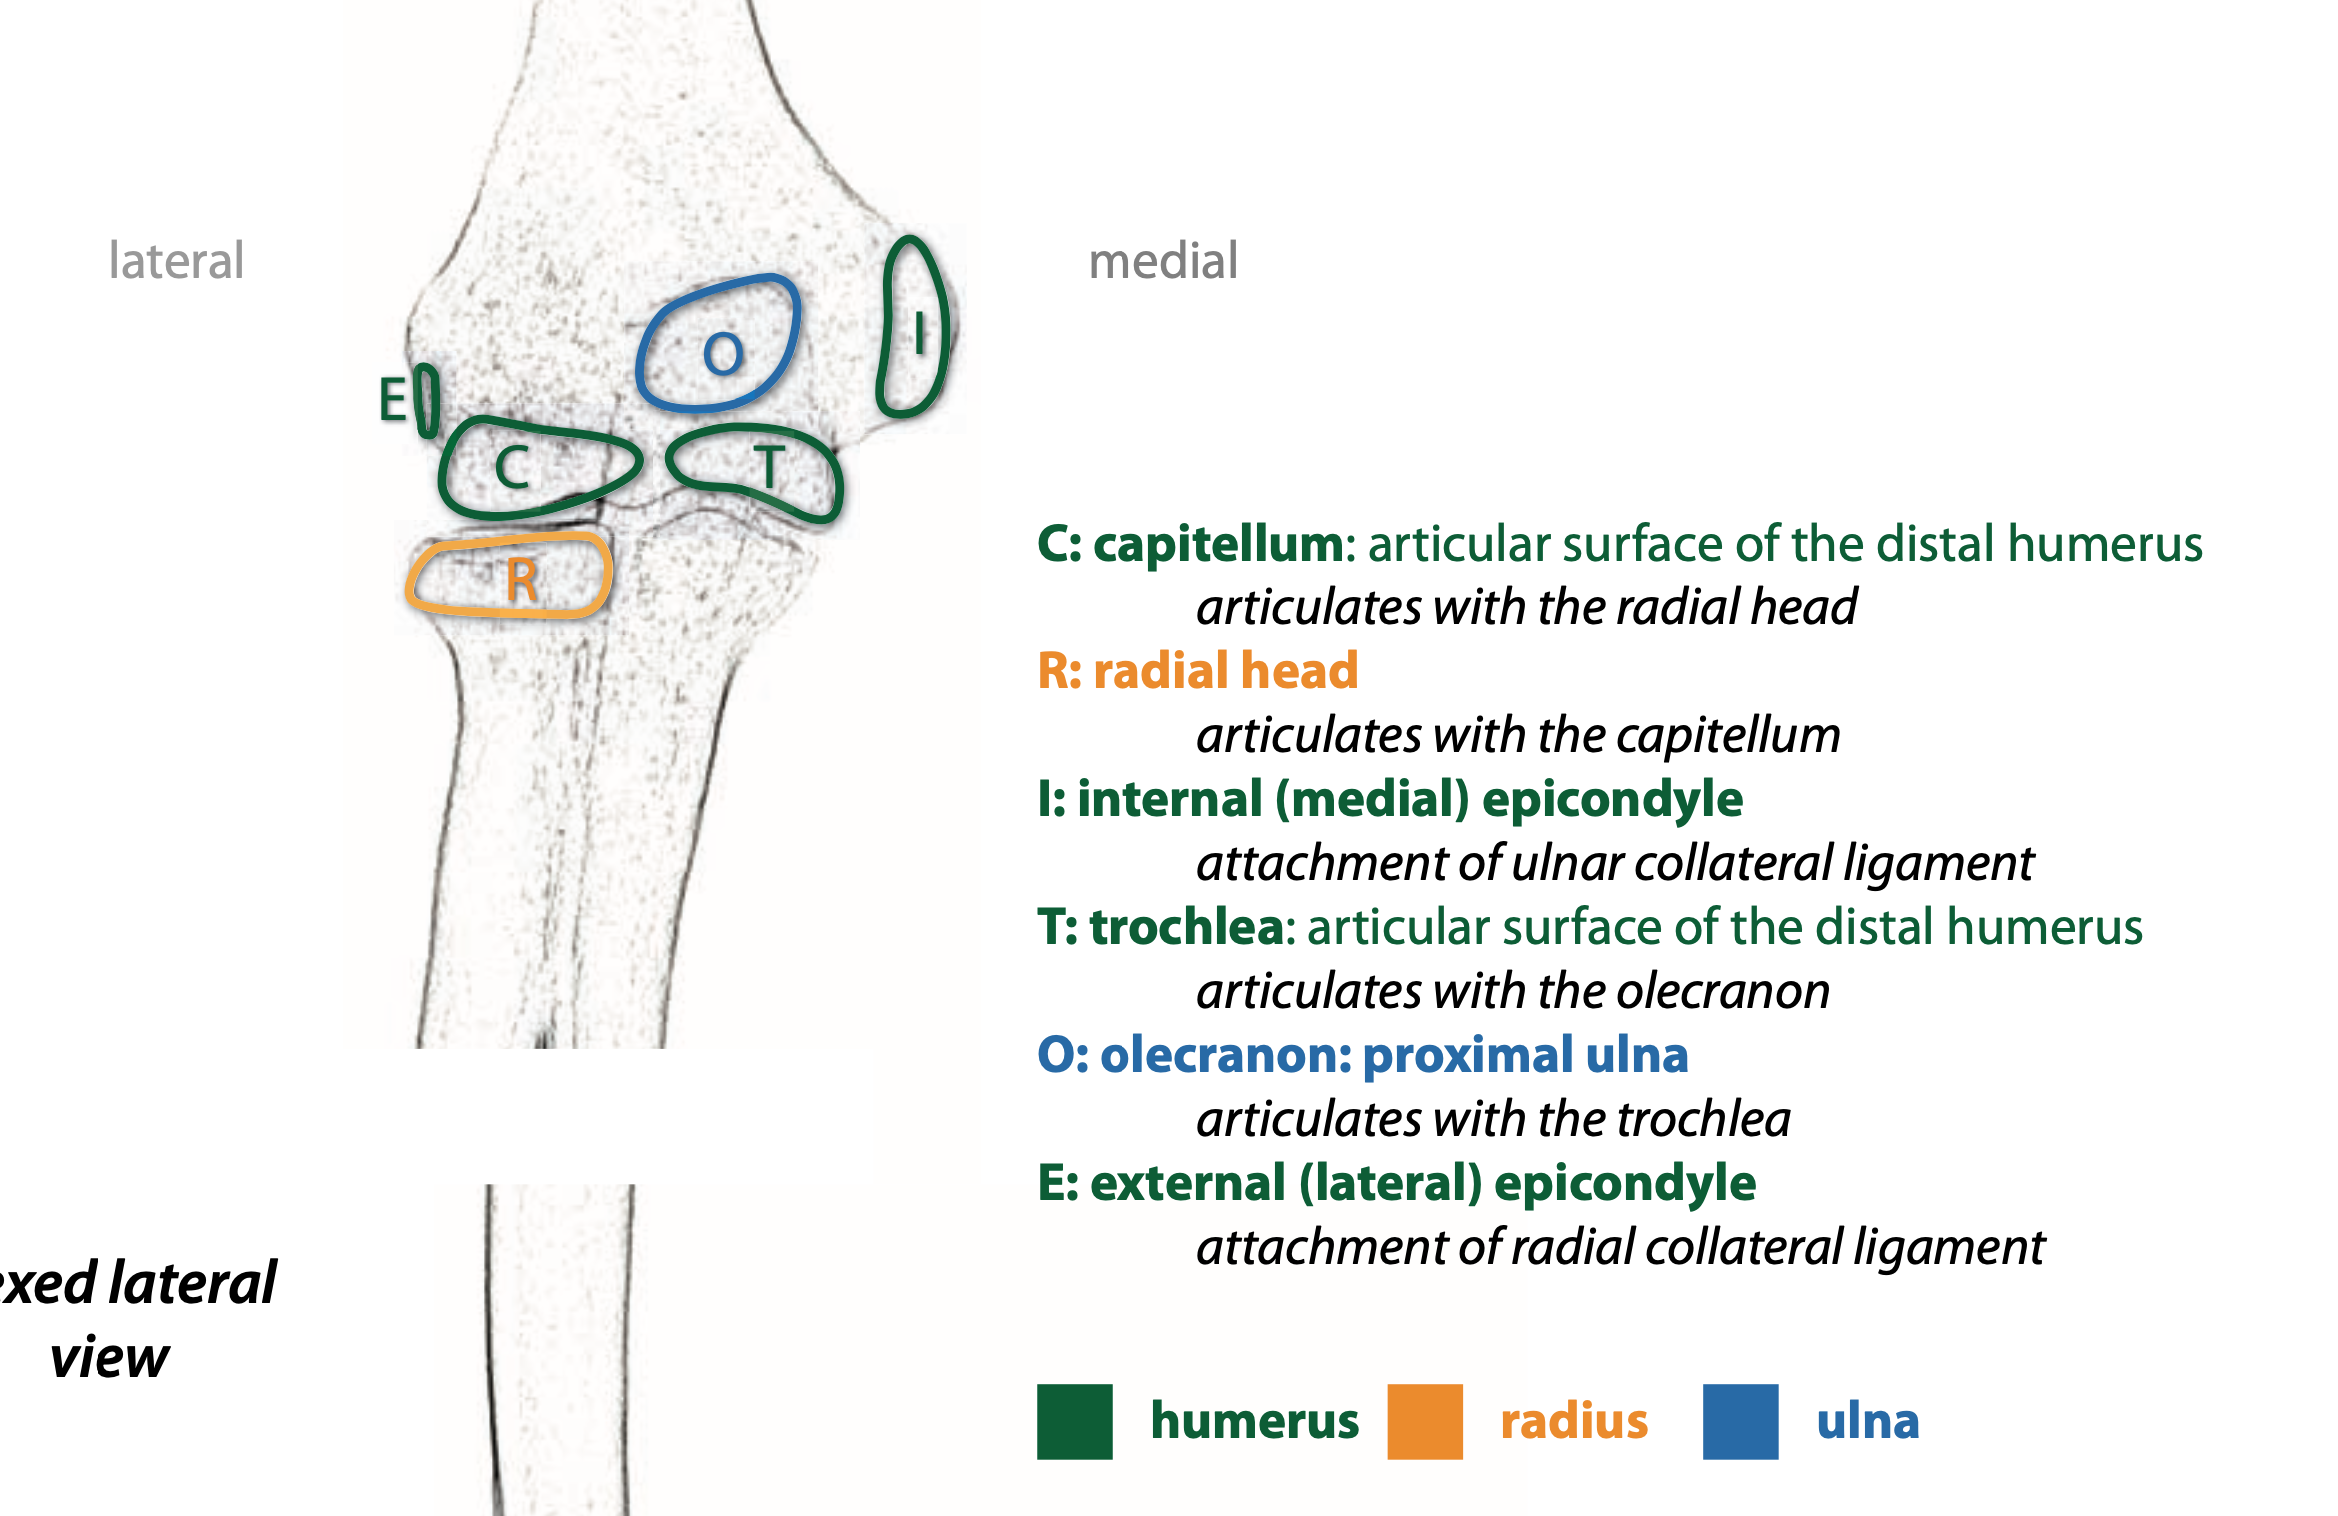 lateral
medial
E
O
I
C
T
R
C: capitellum: articular surface of the distal humerus
articulates with the radial head
R: radial head
articulates with the capitellum
I: internal (medial) epicondyle
attachment of ulnar collateral ligament
T: trochlea: articular surface of the distal humerus
articulates with the olecranon
O: olecranon: proximal ulna
articulates with the trochlea
E: external (lateral) epicondyle
attachment of radial collateral ligament
lateral
view
humerus
radius
ulna